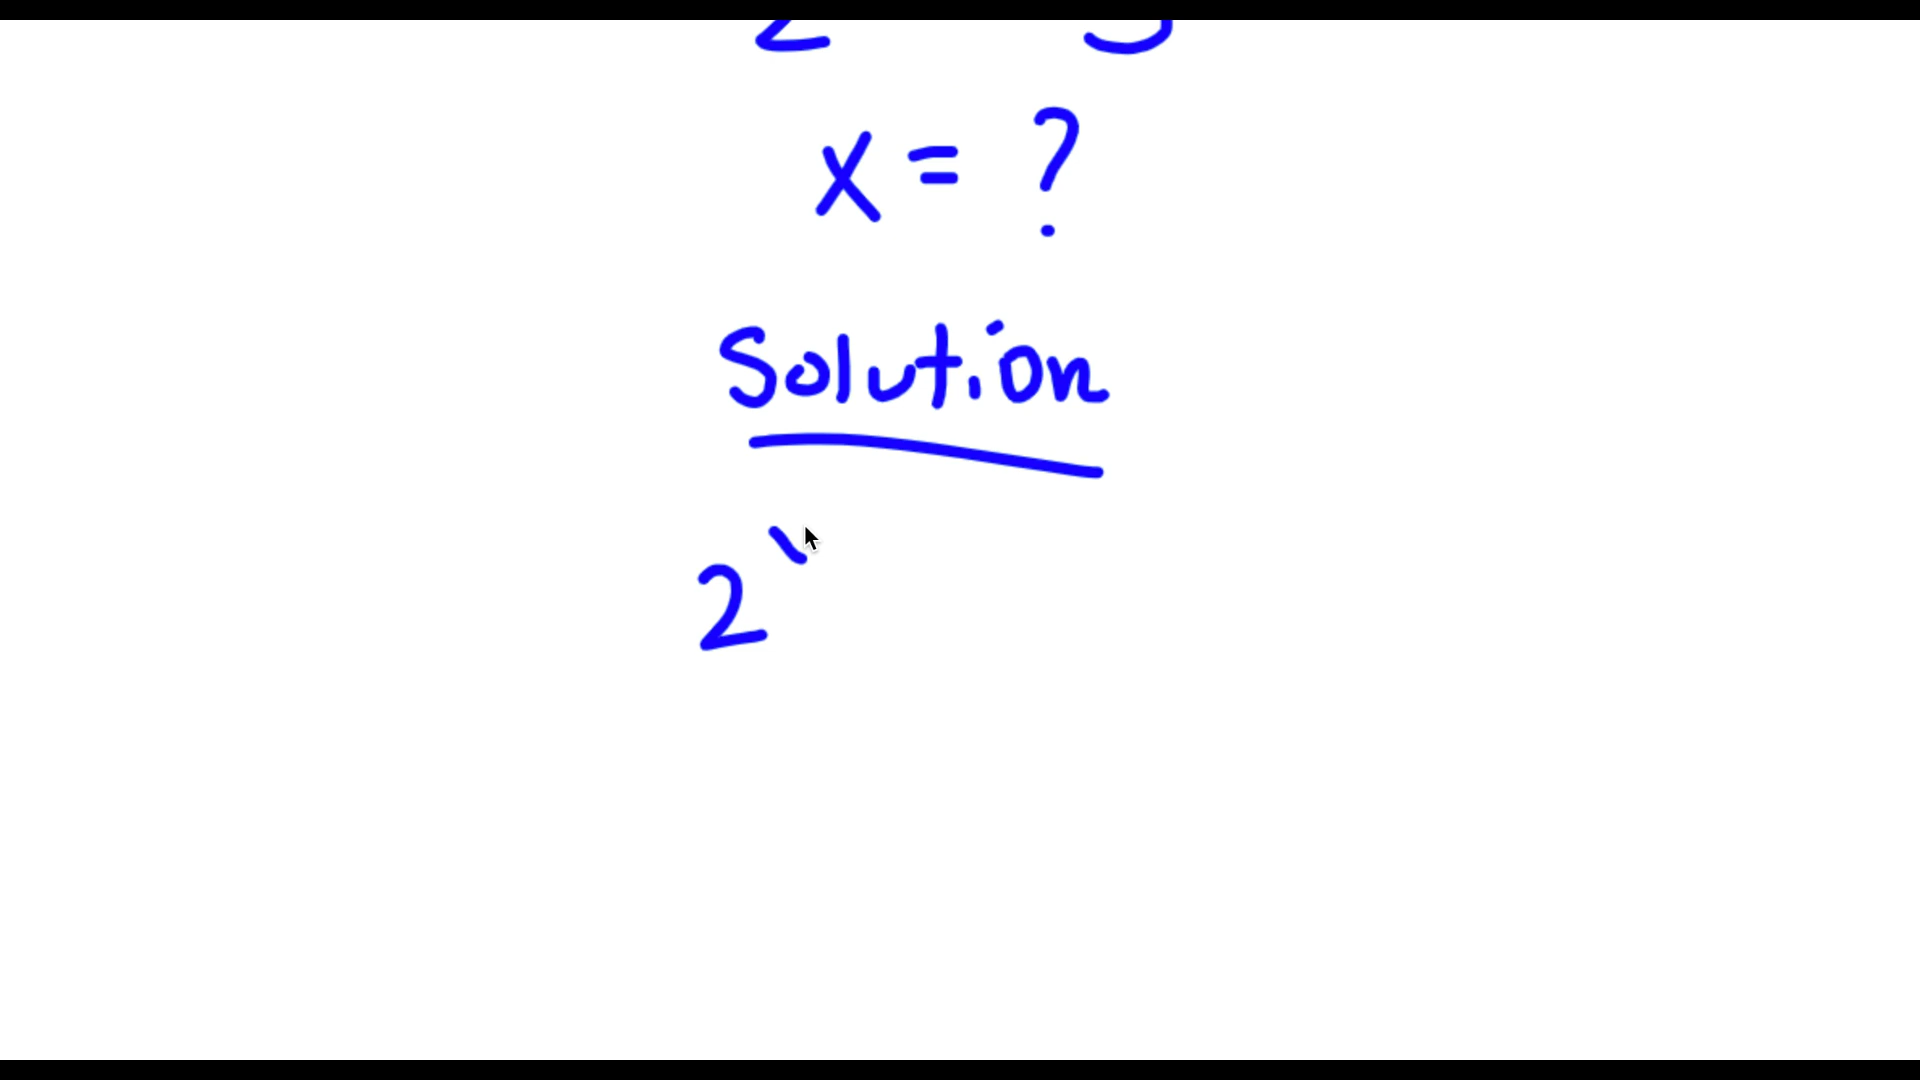 x = ?
Solution
2